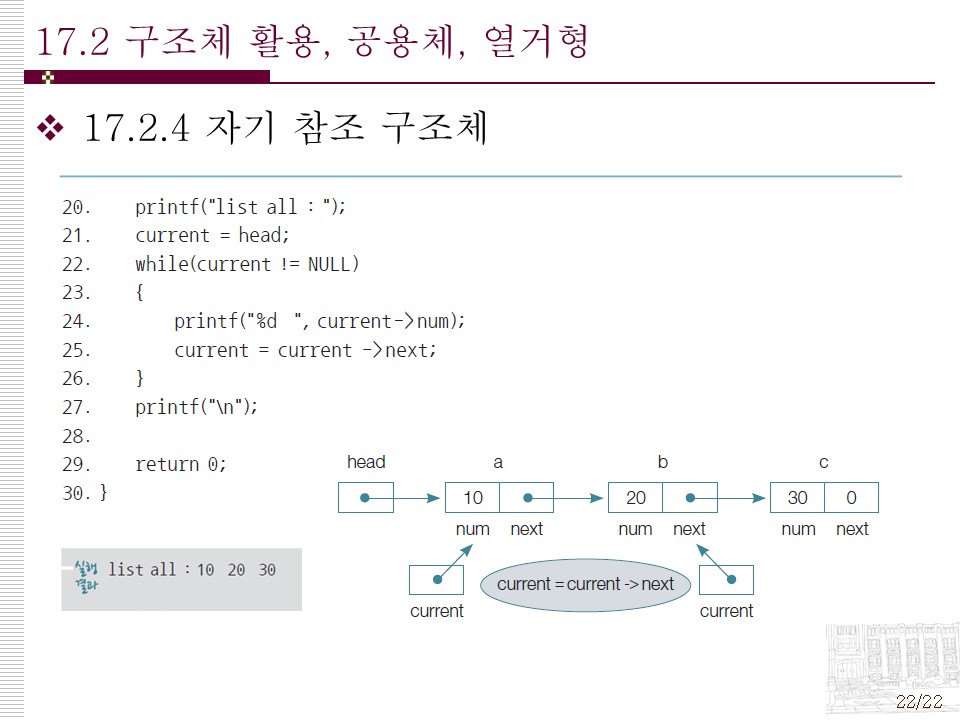 17.2 구조체 활용, 공용체, 열거형
17.2.4 자기 참조 구조체
20. printf("list all : ");
21. current = head;
22. while(current != NULL)
23. {
24. printf("%d ", current->num);
25. current = current ->next;
26. }
27. printf("\n");
28.
29. return 0;
30. }
head a b c
10 20 30 0
num next num next num next
current = current -> next
current current
실행
결과
list all : 10 20 30
22/22